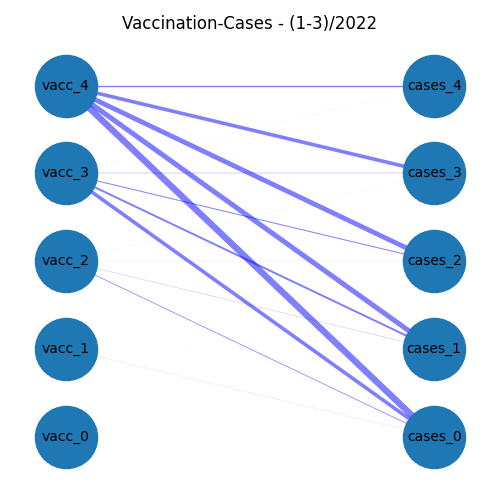 Vaccination-Cases - (1-3)/2022
vacc_4 cases_4
vacc_3 cases_3
vacc_2 cases_2
vacc_1 cases_1
vacc_0 cases_0